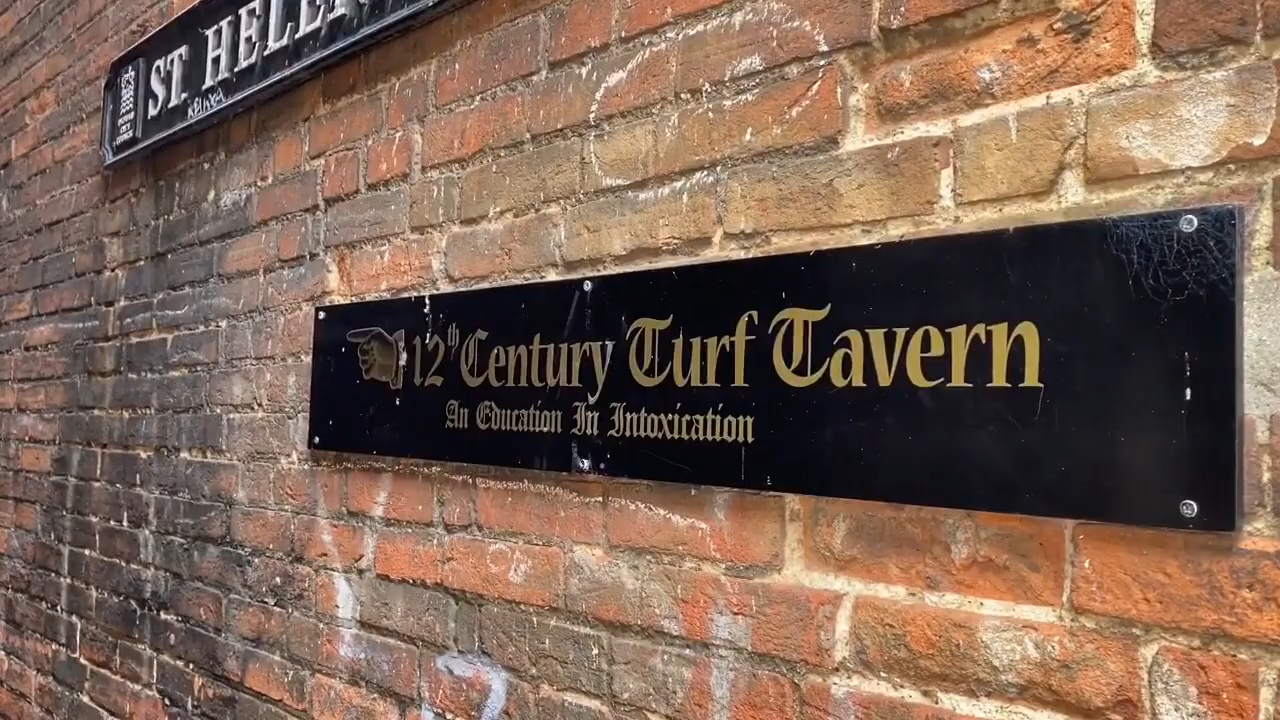 ST. HELEN
12th Century Turf Tavern
An Education In Intoxication